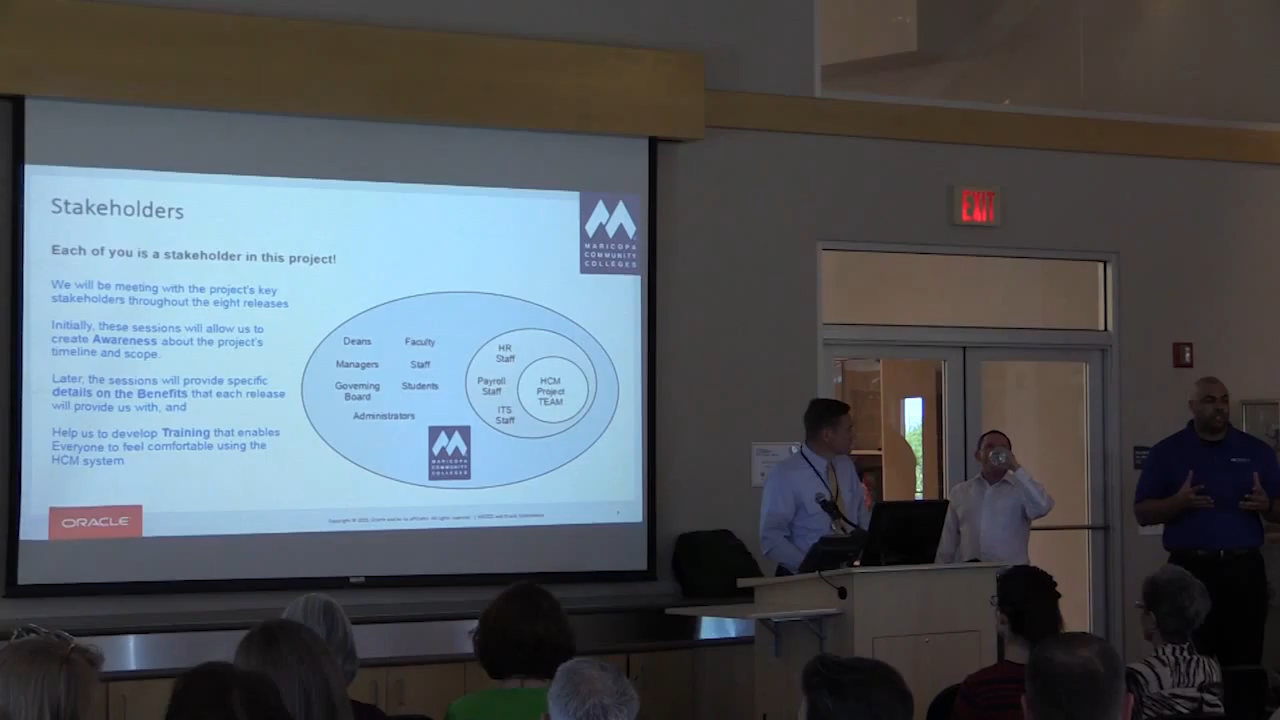 Stakeholders
MARICOPA
COMMUNITY
COLLEGES
Each of you is a stakeholder in this project!
We will be meeting with the project's key
stakeholders throughout the eight releases
Initially, these sessions will allow us to
create Awareness about the project's
timeline and scope.
Later, the sessions will provide specific
details on the Benefits that each release
will provide us with, and
Help us to develop Training that enables
Everyone to feel comfortable using the
HCM system
Deans
Faculty
Managers
Staff
Governing
Board
Students
Administrators
HR
Staff
Payroll
Staff
ITS
Staff
HCM
Project
TEAM
MARICOPA
COMMUNITY
COLLEGES
ORACLE
EXIT